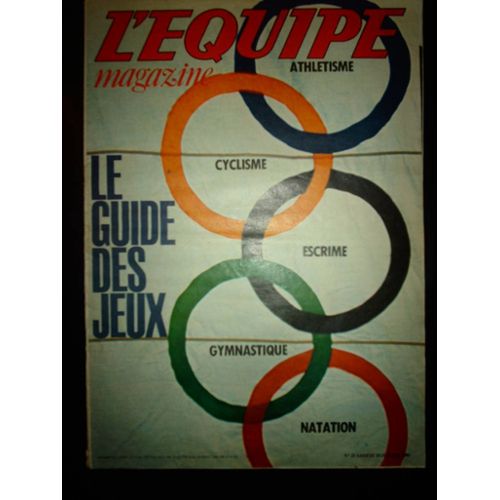 L'EQUIPE
magazine
ATHLETISME
CYCLISME
LE
GUIDE
DES
JEUX
ESCRIME
GYMNASTIQUE
NATATION